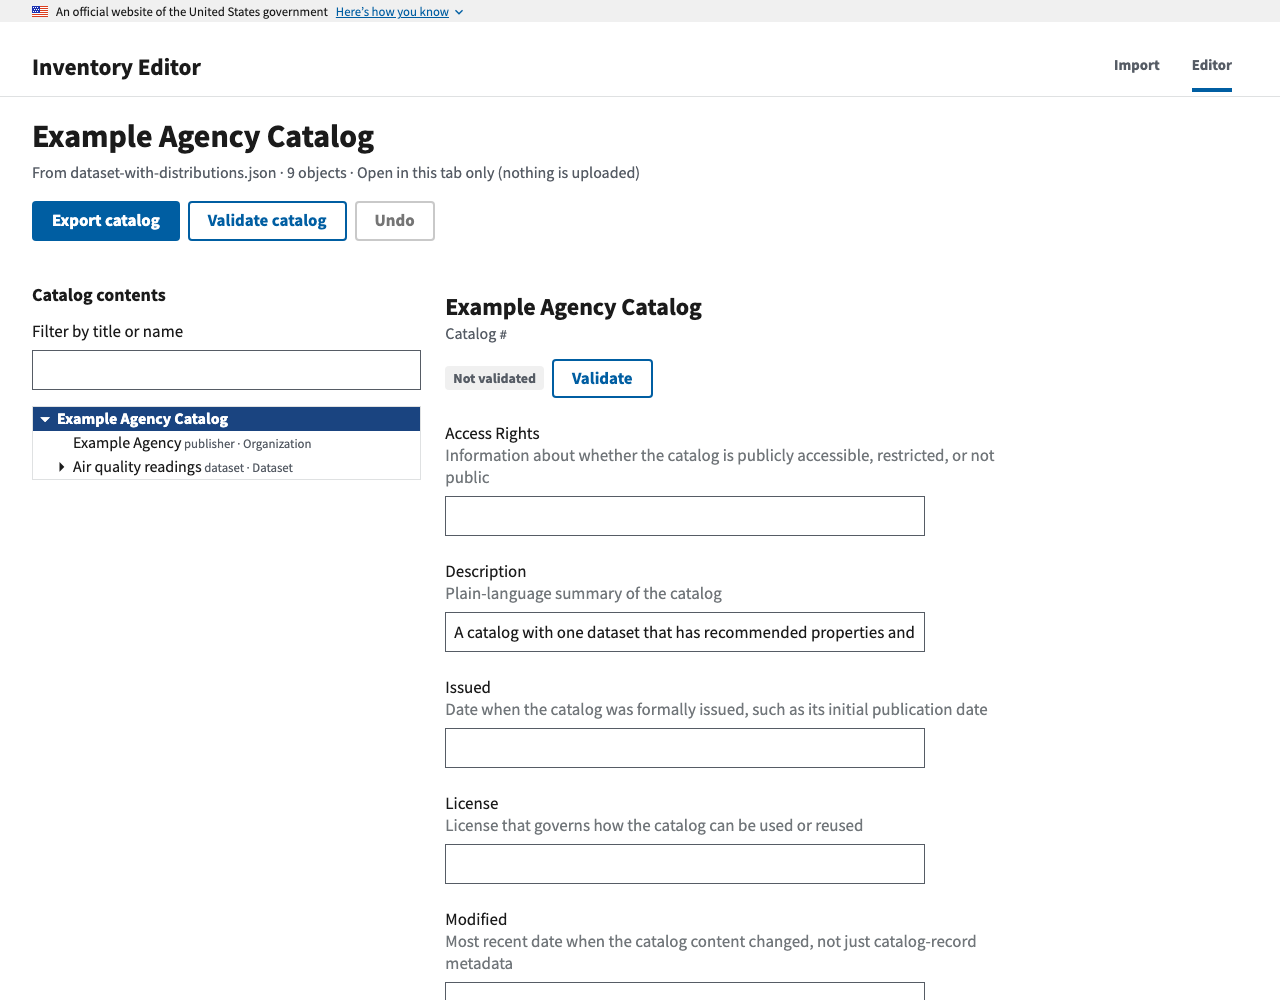 An official website of the United States government Here's how you know
Inventory Editor
Import Editor
Example Agency Catalog
From dataset-with-distributions.json · 9 objects · Open in this tab only (nothing is uploaded)
Export catalog Validate catalog Undo
Catalog contents
Filter by title or name
Example Agency Catalog
Example Agency publisher · Organization
Air quality readings dataset · Dataset
Example Agency Catalog
Catalog #
Not validated Validate
Access Rights
Information about whether the catalog is publicly accessible, restricted, or not
public
Description
Plain-language summary of the catalog
A catalog with one dataset that has recommended properties and
Issued
Date when the catalog was formally issued, such as its initial publication date
License
License that governs how the catalog can be used or reused
Modified
Most recent date when the catalog content changed, not just catalog-record
metadata